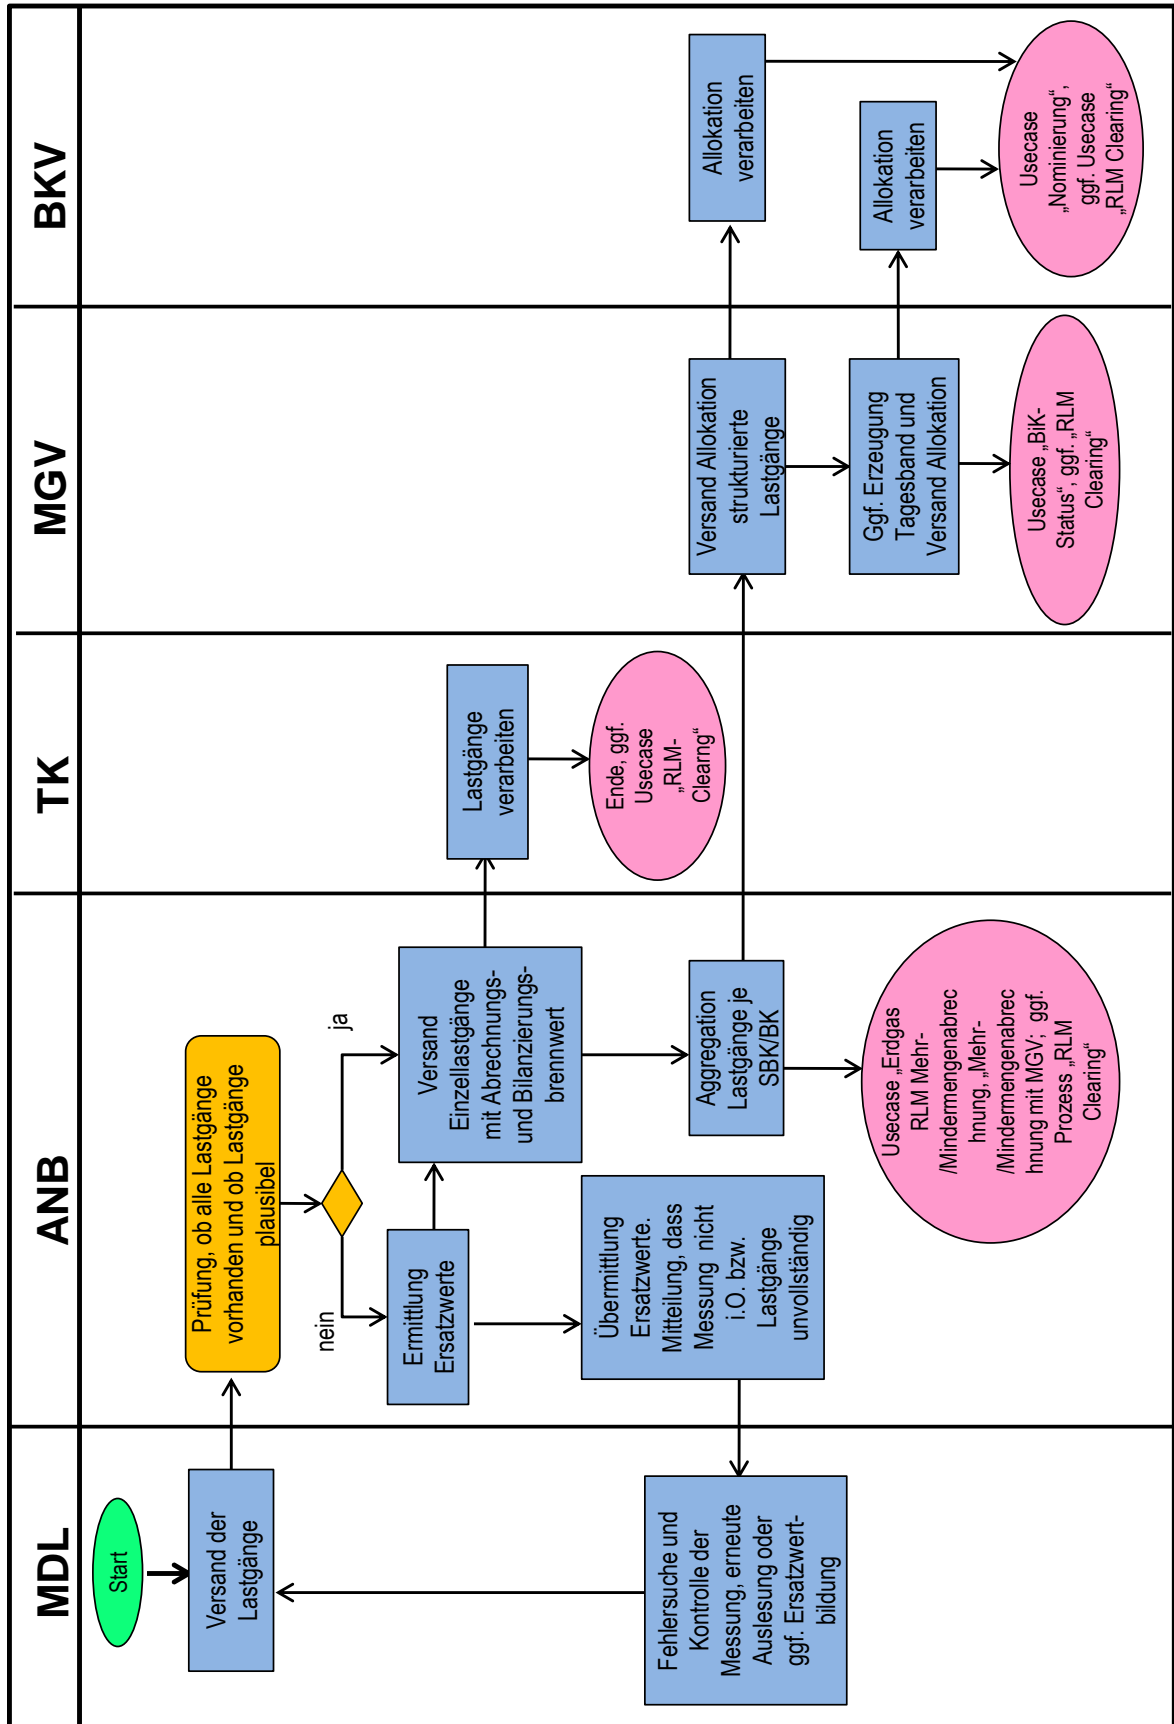 MDL
ANB
TK
MGV
BKV
Start
Versand der
Lastgänge
Prüfung, ob alle Lastgänge
vorhanden und ob Lastgänge
plausibel
nein
ja
Ermittlung
Ersatzwerte
Versand
Einzellastgänge
mit Abrechnungs-
und Bilanzierungs-
brennwert
Lastgänge
verarbeiten
Ende, ggf.
Usecase
„RLM-
Clearng“
Übermittlung
Ersatzwerte.
Mitteilung, dass
Messung nicht
i.O. bzw.
Lastgänge
unvollständig
Fehlersuche und
Kontrolle der
Messung, erneute
Auslesung oder
ggf. Ersatzwert-
bildung
Aggregation
Lastgänge je
SBK/BK
Versand Allokation
strukturierte
Lastgänge
Allokation
verarbeiten
Ggf. Erzeugung
Tagesband und
Versand Allokation
Allokation
verarbeiten
Usecase „Erdgas
RLM Mehr-
/Mindermengenabrec
hnung, „Mehr-
/Mindermengenabrec
hnung mit MGV; ggf.
Prozess „RLM
Clearing“
Usecase „BiK-
Status“, ggf. „RLM
Clearing“
Usecase
„Nominierung“,
ggf. Usecase
„RLM Clearing“